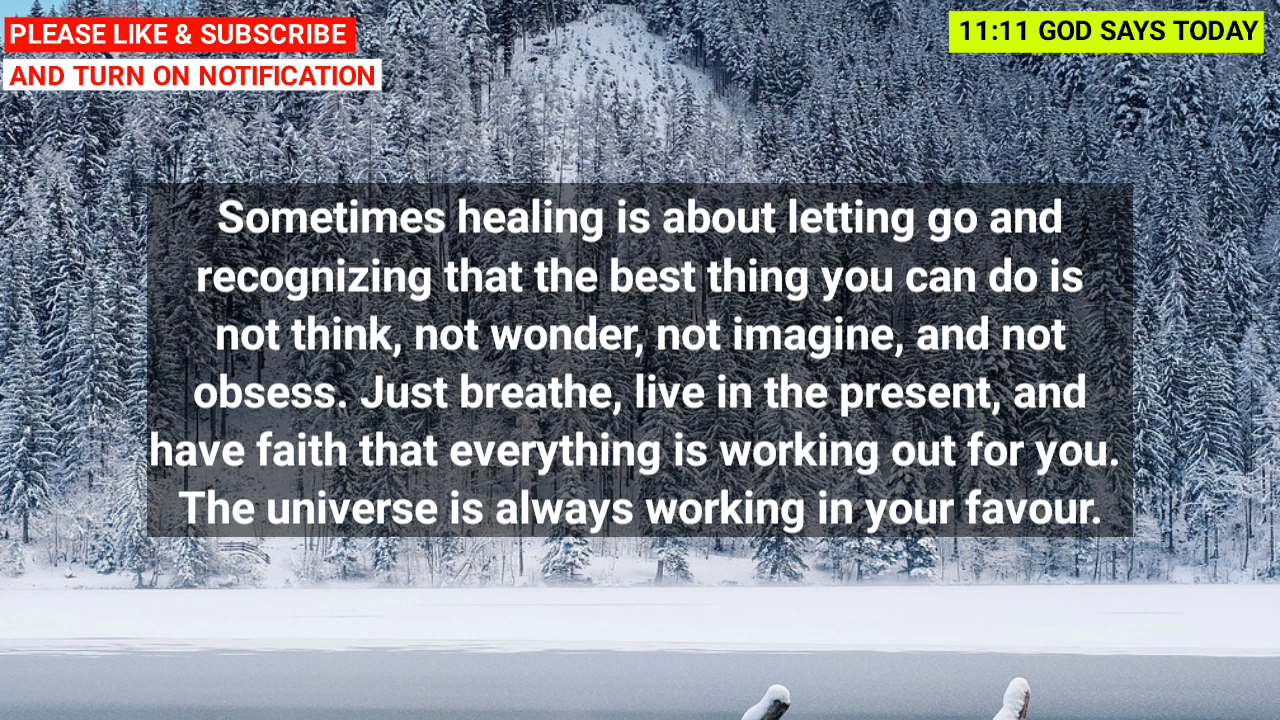 PLEASE LIKE & SUBSCRIBE
AND TURN ON NOTIFICATION
11:11 GOD SAYS TODAY
Sometimes healing is about letting go and
recognizing that the best thing you can do is
not think, not wonder, not imagine, and not
obsess. Just breathe, live in the present, and
have faith that everything is working out for you.
The universe is always working in your favour.